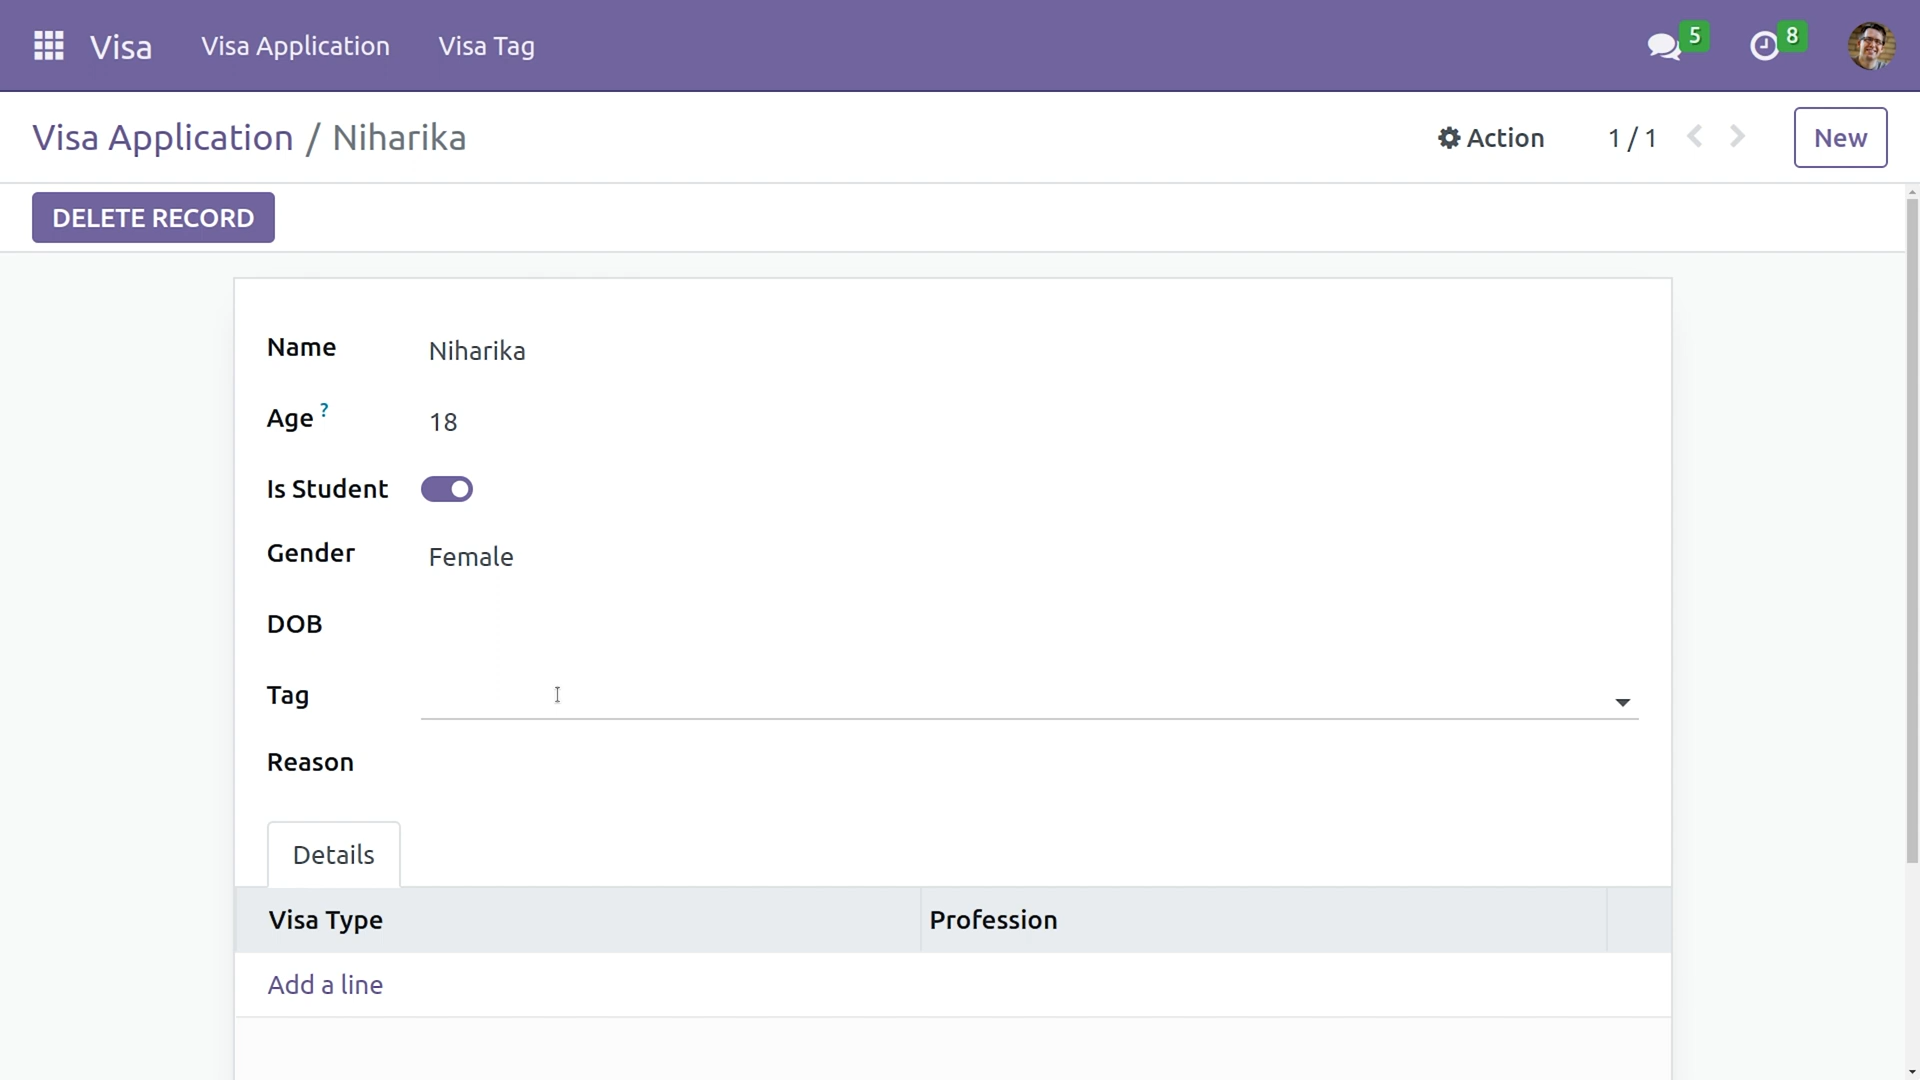 Visa Visa Application Visa Tag 5 8
Visa Application / Niharika Action 1 / 1 New
DELETE RECORD
Name Niharika
Age ? 18
Is Student
Gender Female
DOB
Tag
Reason
Details
Visa Type Profession
Add a line